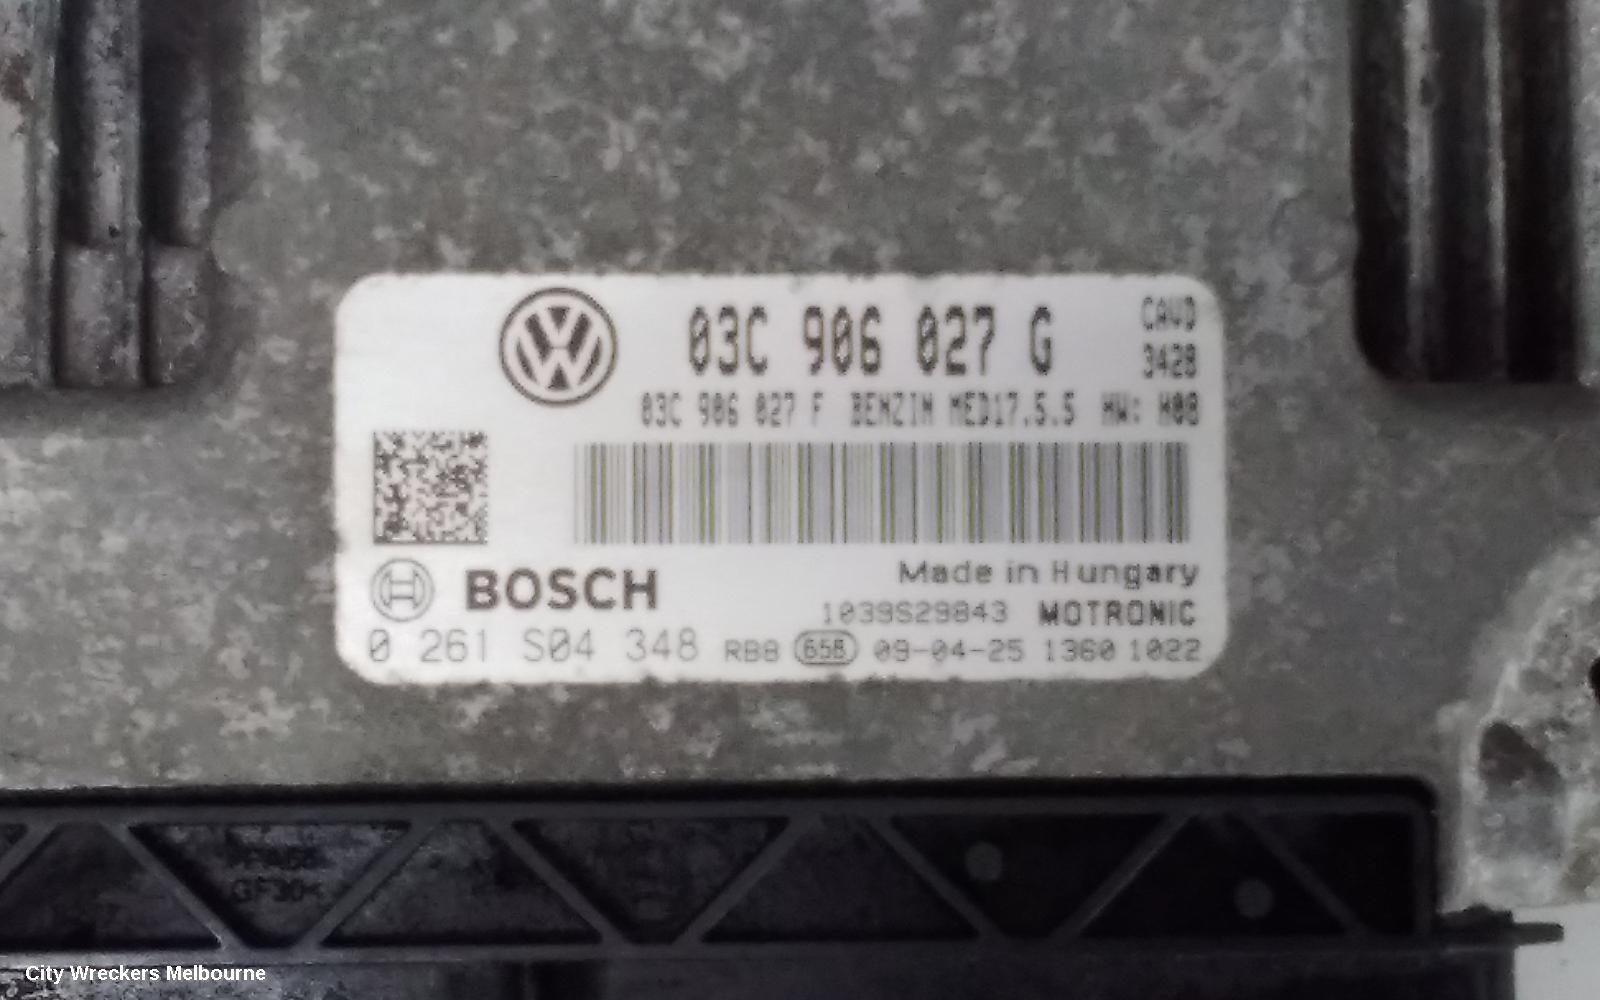 03C 906 027 G
CAVD
3428
03C 906 027 F BENZIN MED17.5.5 HW: H08
BOSCH
Made in Hungary
1039S29843 MOTRONIC
0 261 S04 348 RB8 658 09-04-25 1360 1022
GF30<
City Wreckers Melbourne